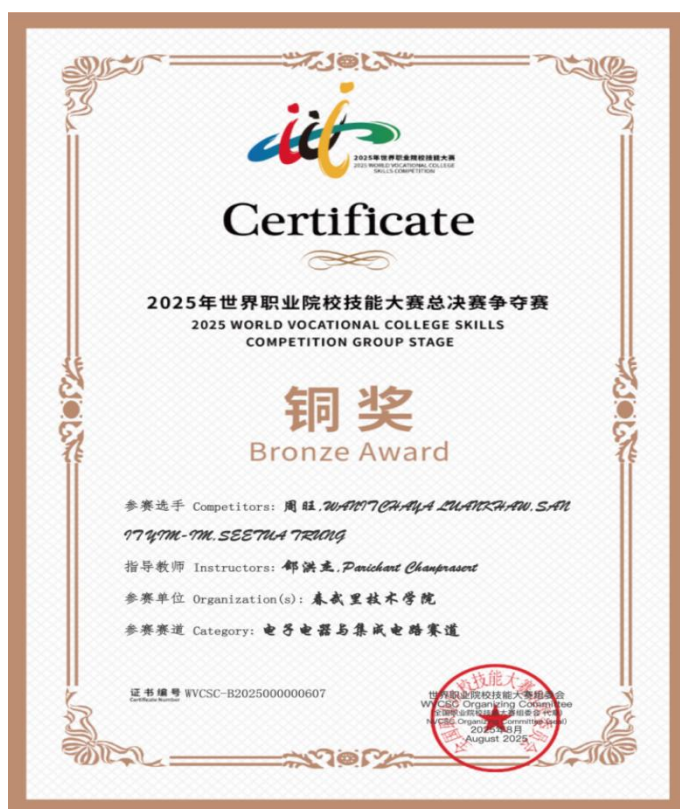 2025年世界职业院校技能大赛
2025 WORLD VOCATIONAL COLLEGE
SKILLS COMPETITION
Certificate
2025年世界职业院校技能大赛总决赛争夺赛
2025 WORLD VOCATIONAL COLLEGE SKILLS
COMPETITION GROUP STAGE
铜奖
Bronze Award
参赛选手 Competitors: 周旺,WANITCHAYA LUANKHAW,SAN
IT YIM-IM,SEETUA TRUNG
指导教师 Instructors: 邹洪杰,Parichart Chanprasert
参赛单位 Organization(s): 春武里技术学院
参赛赛道 Category: 电子电器与集成电路赛道
证书编号 WVCSC-B2025000000607
Certificate Number
世界职业院校技能大赛组委会
WVCSC Organizing Committee
2025年8月
August 2025